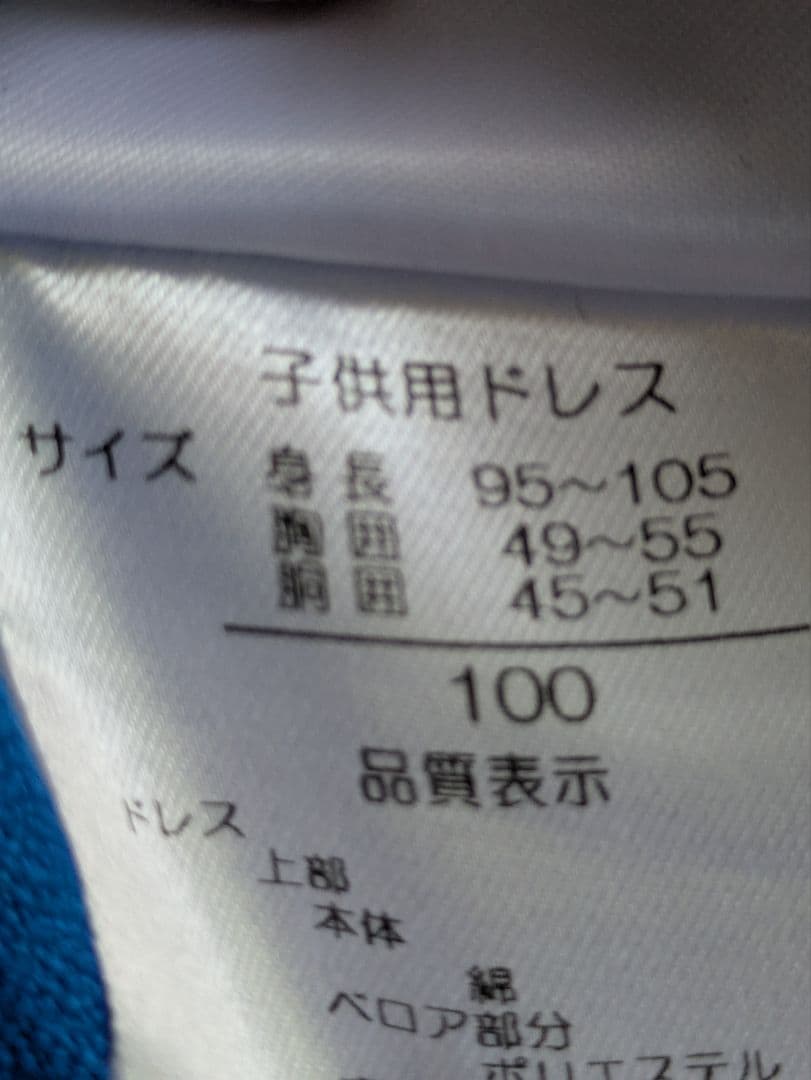 子供用ドレス
サイズ 身長 95～105
胸囲 49～55
胴囲 45～51
100
品質表示
ドレス
上部
本体
綿
ベロア部分
ポリエステル